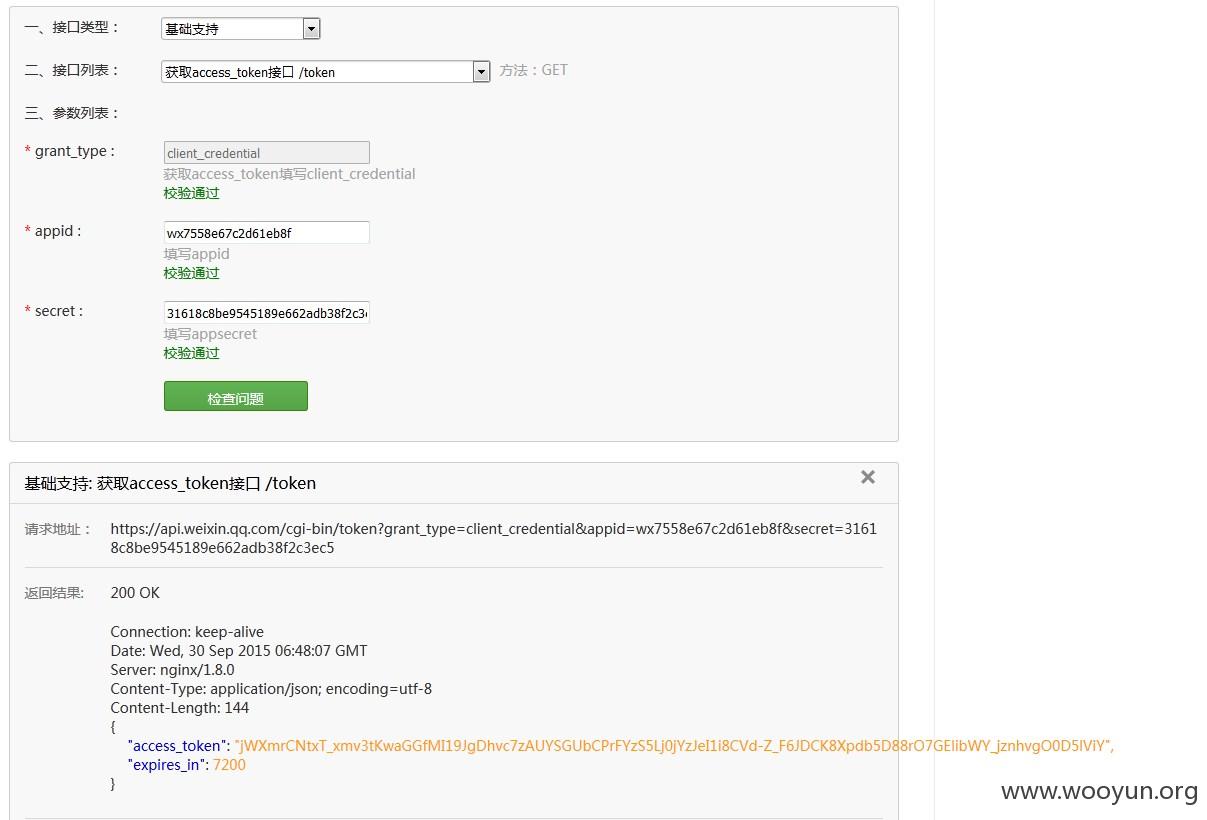 一、接口类型：
基础支持
二、接口列表：
获取access_token接口 /token
方法：GET
三、参数列表：
* grant_type :
client_credential
获取access_token填写client_credential
校验通过
* appid :
wx7558e67c2d61eb8f
填写appid
校验通过
* secret :
31618c8be9545189e662adb38f2c3e
填写appsecret
校验通过
检查问题
基础支持: 获取access_token接口 /token
请求地址：
https://api.weixin.qq.com/cgi-bin/token?grant_type=client_credential&appid=wx7558e67c2d61eb8f&secret=3161
8c8be9545189e662adb38f2c3ec5
返回结果:
200 OK
Connection: keep-alive
Date: Wed, 30 Sep 2015 06:48:07 GMT
Server: nginx/1.8.0
Content-Type: application/json; encoding=utf-8
Content-Length: 144
{
"access_token": "jWXmrCNtxT_xmv3tKwaGGfMI19JgDhvc7zAUYSGUbCPrFYzS5Lj0jYzJeI1i8CVd-Z_F6JDCK8Xpdb5D88rO7GElibWY_jznhvgO0D5lViY",
"expires_in": 7200
}
www.wooyun.org